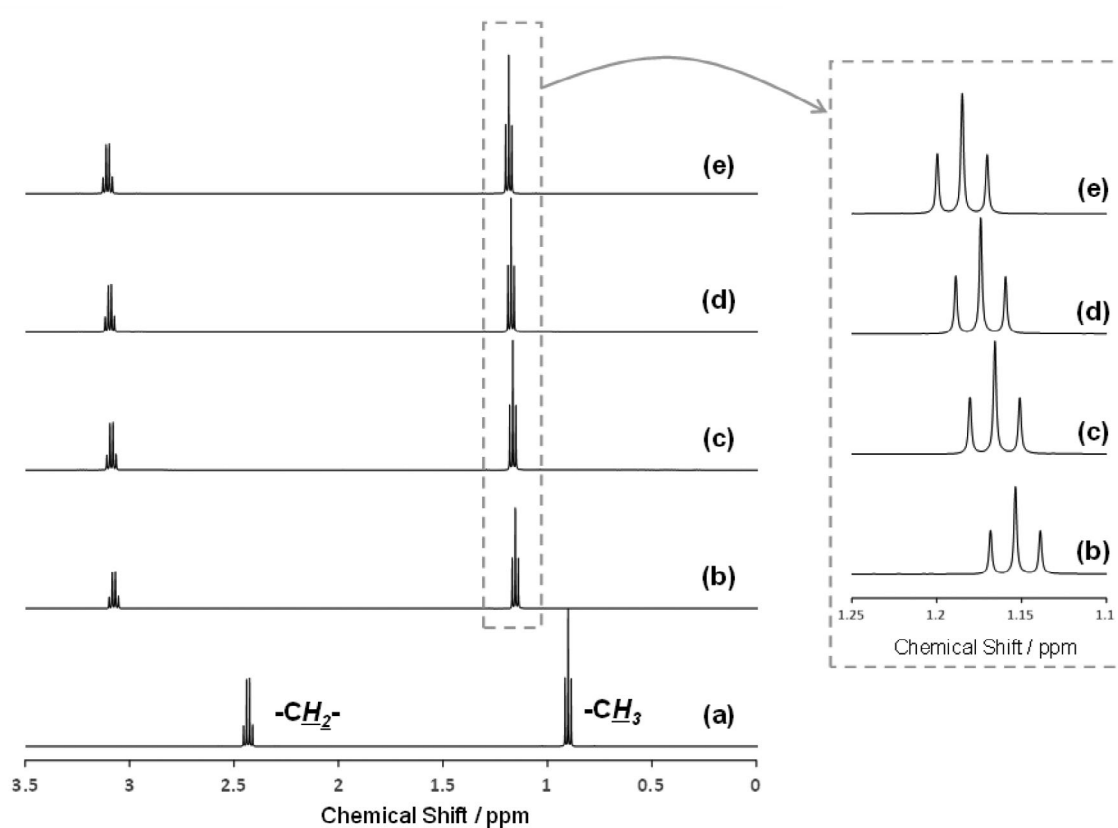 (e)
(d)
(c)
(b)
-CH2-
-CH3
(a)
3.5 3 2.5 2 1.5 1 0.5 0
Chemical Shift / ppm
(e)
(d)
(c)
(b)
1.25 1.2 1.15 1.1
Chemical Shift / ppm